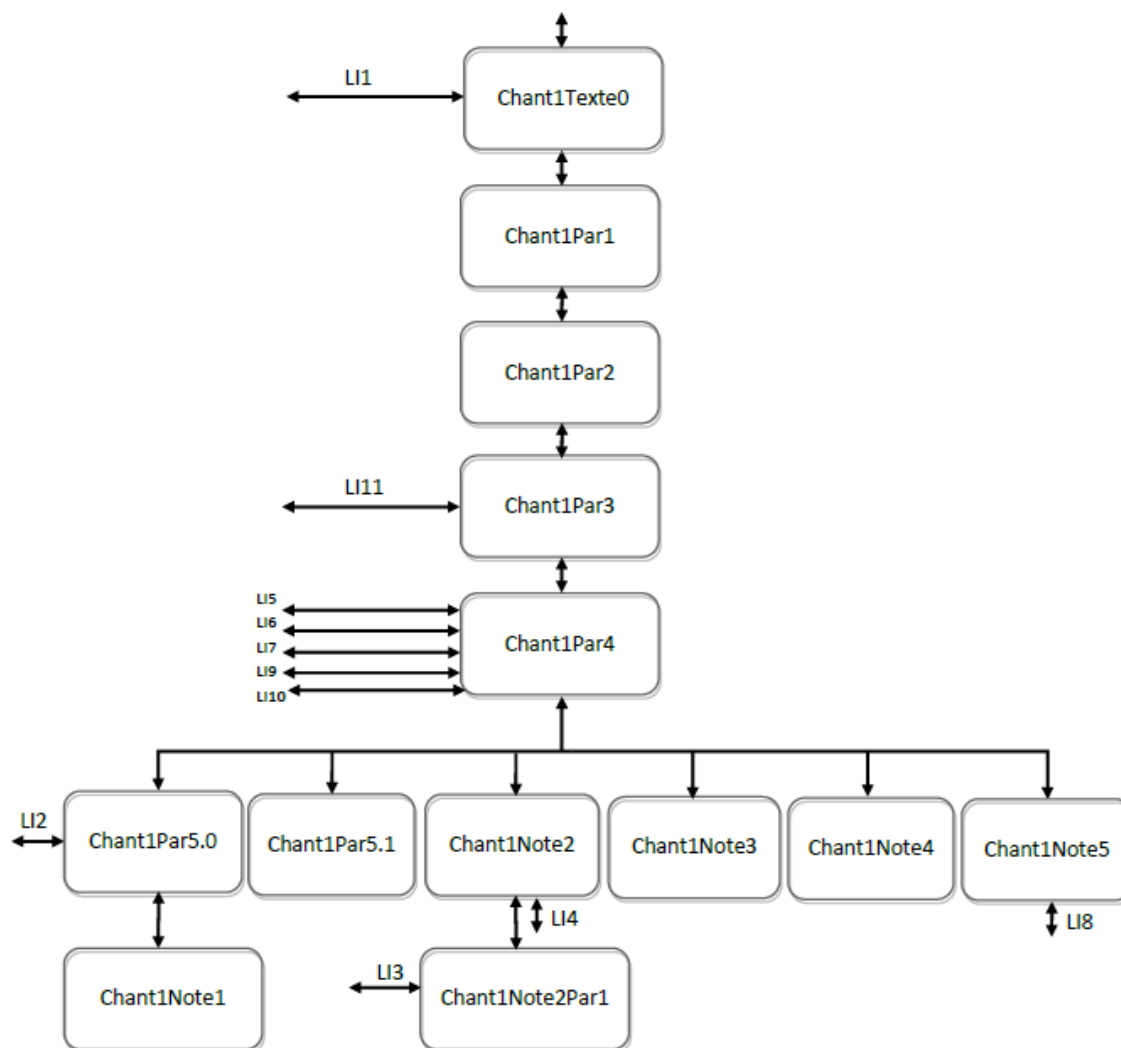 LI1
Chant1Texte0
Chant1Par1
Chant1Par2
LI11
Chant1Par3
LI5
LI6
LI7
LI9
LI10
Chant1Par4
LI2
Chant1Par5.0
Chant1Par5.1
Chant1Note2
Chant1Note3
Chant1Note4
Chant1Note5
LI4
LI8
Chant1Note1
LI3
Chant1Note2Par1